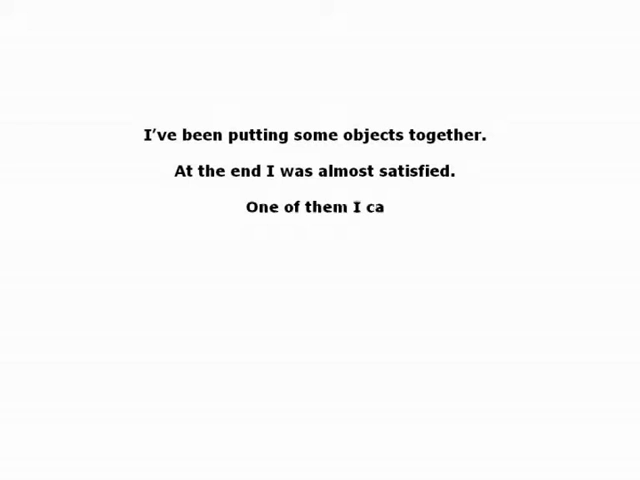 I’ve been putting some objects together.
At the end I was almost satisfied.
One of them I ca